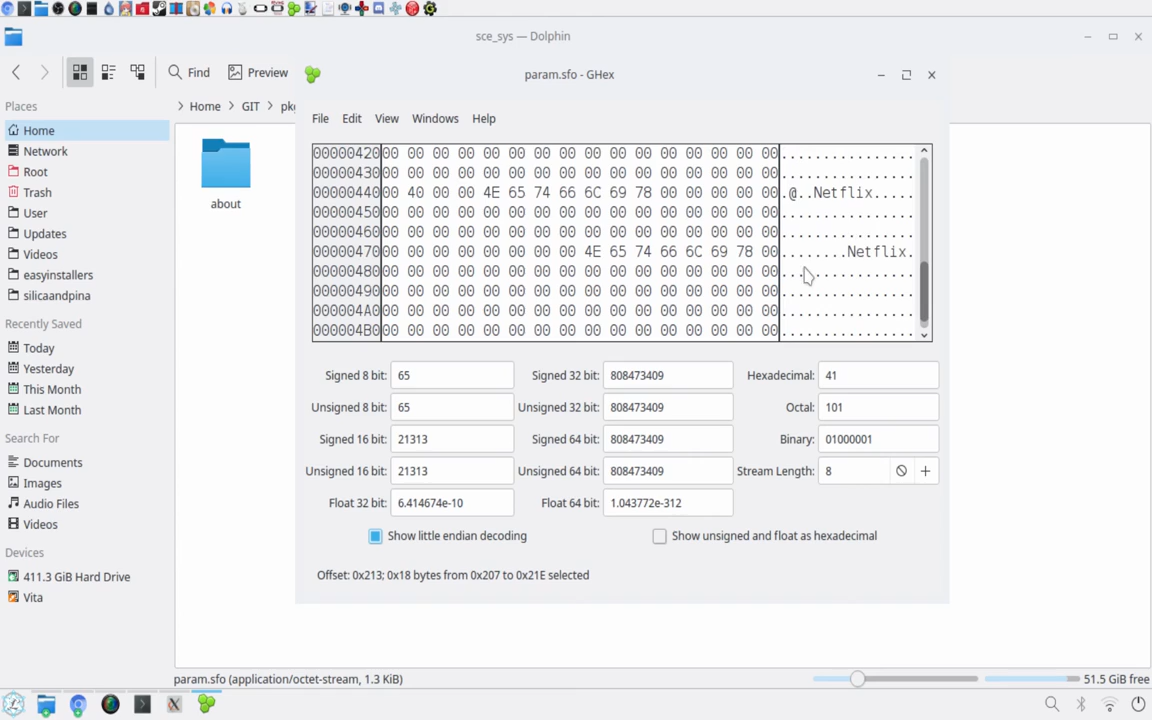 sce_sys — Dolphin
Find
Preview
param.sfo - GHex
Places
Home
GIT
pkg
File Edit View Windows Help
Home
Network
Root
Trash
User
Updates
Videos
easyinstallers
silicaandpina
Recently Saved
Today
Yesterday
This Month
Last Month
Search For
Documents
Images
Audio Files
Videos
Devices
411.3 GiB Hard Drive
Vita
about
00000420 00 00 00 00 00 00 00 00 00 00 00 00 00 00 00 00 ................
00000430 00 00 00 00 00 00 00 00 00 00 00 00 00 00 00 00 ................
00000440 00 40 00 00 4E 65 74 66 6C 69 78 00 00 00 00 00 .@..Netflix.....
00000450 00 00 00 00 00 00 00 00 00 00 00 00 00 00 00 00 ................
00000460 00 00 00 00 00 00 00 00 00 00 00 00 00 00 00 00 ................
00000470 00 00 00 00 00 00 00 00 4E 65 74 66 6C 69 78 00 ........Netflix.
00000480 00 00 00 00 00 00 00 00 00 00 00 00 00 00 00 00 ................
00000490 00 00 00 00 00 00 00 00 00 00 00 00 00 00 00 00 ................
000004A0 00 00 00 00 00 00 00 00 00 00 00 00 00 00 00 00 ................
000004B0 00 00 00 00 00 00 00 00 00 00 00 00 00 00 00 00 ................
Signed 8 bit: 65 Signed 32 bit: 808473409 Hexadecimal: 41
Unsigned 8 bit: 65 Unsigned 32 bit: 808473409 Octal: 101
Signed 16 bit: 21313 Signed 64 bit: 808473409 Binary: 01000001
Unsigned 16 bit: 21313 Unsigned 64 bit: 808473409 Stream Length: 8
Float 32 bit: 6.414674e-10 Float 64 bit: 1.043772e-312
Show little endian decoding Show unsigned and float as hexadecimal
Offset: 0x213; 0x18 bytes from 0x207 to 0x21E selected
param.sfo (application/octet-stream, 1.3 KiB) 51.5 GiB free